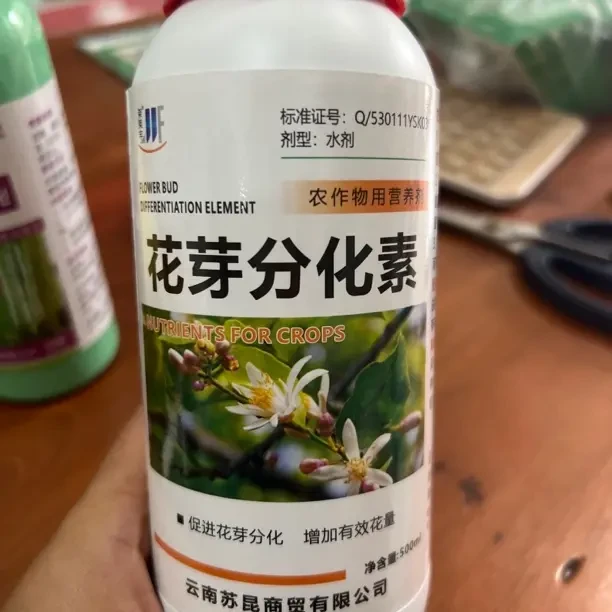 标准证号：Q/530111YSK0
剂型：水剂
FLOWER BUD
DIFFERENTIATION ELEMENT
农作物用营养剂
花芽分化素
NUTRIENTS FOR CROPS
■ 促进花芽分化 增加有效花量
净含量:500ml
云南苏昆商贸有限公司